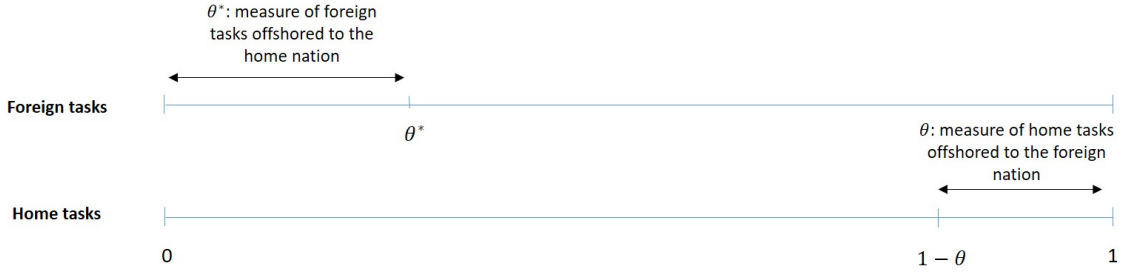 θ*: measure of foreign
tasks offshored to the
home nation
Foreign tasks
θ*
θ: measure of home tasks
offshored to the foreign
nation
Home tasks
0
1 − θ
1